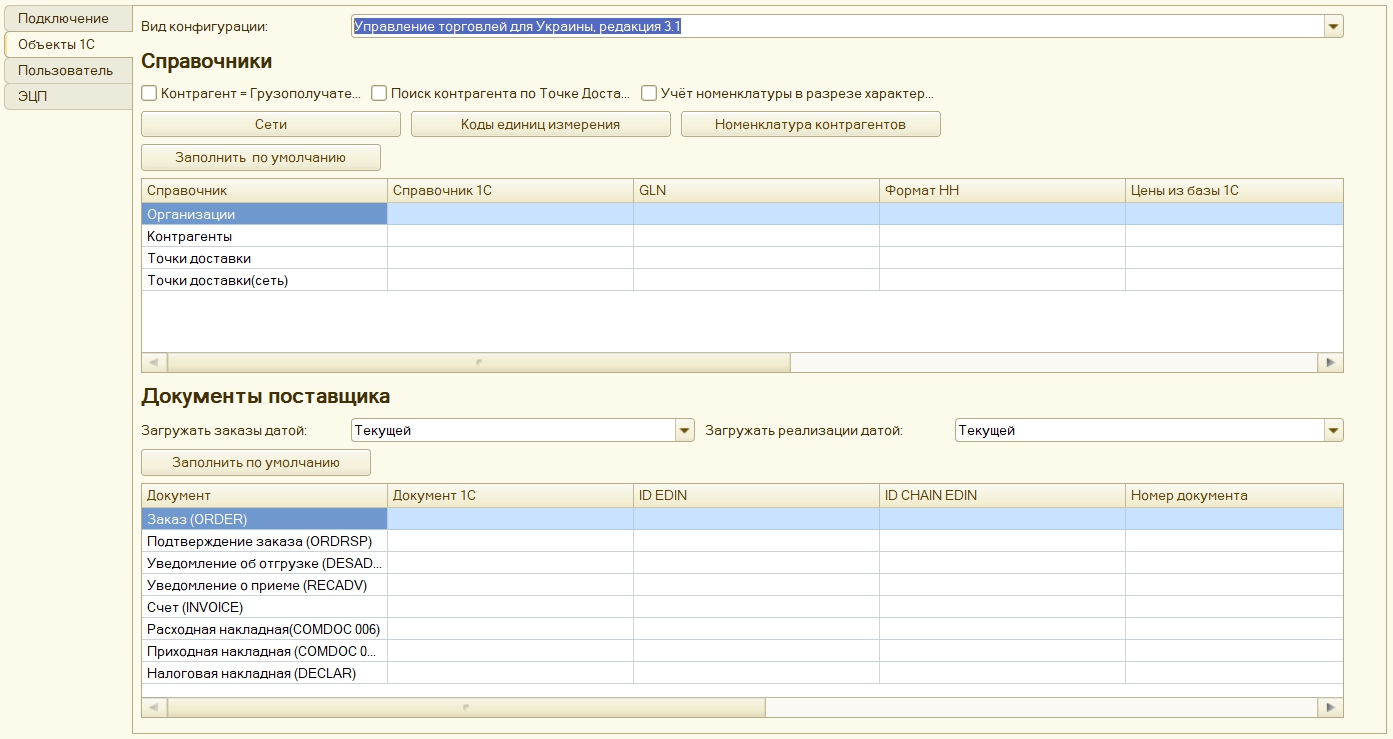 Подключение
Объекты 1С
Пользователь
ЭЦП
Вид конфигурации: Управление торговлей для Украины, редакция 3.1
Справочники
Контрагент = Грузополучате... Поиск контрагента по Точке Доста... Учёт номенклатуры в разрезе характер...
Сети Коды единиц измерения Номенклатура контрагентов
Заполнить по умолчанию
Справочник Справочник 1С GLN Формат НН Цены из базы 1С
Организации
Контрагенты
Точки доставки
Точки доставки(сеть)
Документы поставщика
Загружать заказы датой: Текущей Загружать реализации датой: Текущей
Заполнить по умолчанию
Документ Документ 1С ID EDIN ID CHAIN EDIN Номер документа
Заказ (ORDER)
Подтверждение заказа (ORDRSP)
Уведомление об отгрузке (DESAD...
Уведомление о приеме (RECADV)
Счет (INVOICE)
Расходная накладная(COMDOC 006)
Приходная накладная (COMDOC 0...
Налоговая накладная (DECLAR)